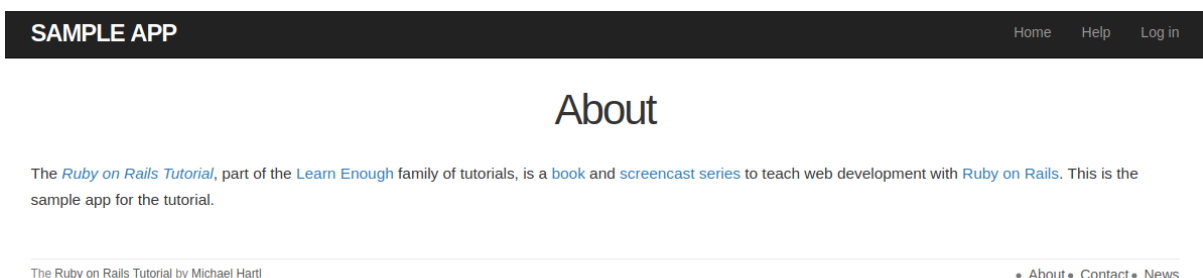 SAMPLE APP Home Help Log in
About
The Ruby on Rails Tutorial, part of the Learn Enough family of tutorials, is a book and screencast series to teach web development with Ruby on Rails. This is the
sample app for the tutorial.
The Ruby on Rails Tutorial by Michael Hartl • About • Contact • News